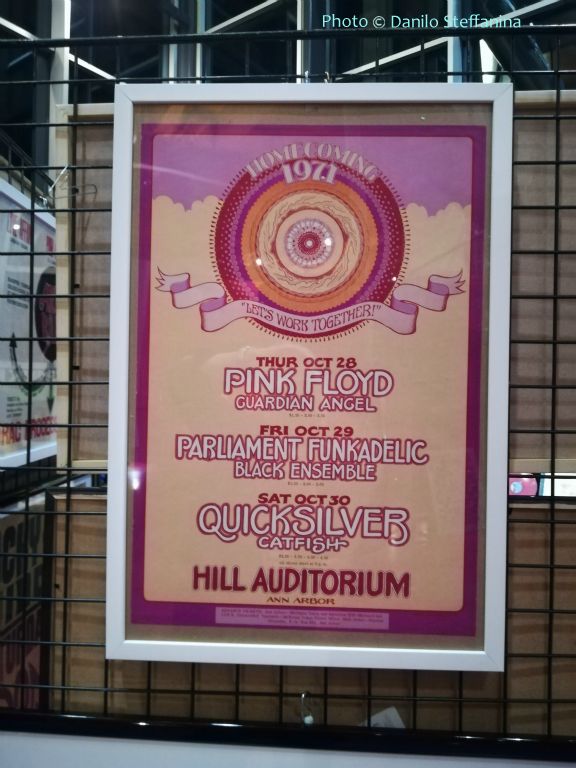 Photo © Danilo Steffanina
HOMECOMING
1971
"LET'S WORK TOGETHER!"
THUR OCT 28
PINK FLOYD
GUARDIAN ANGEL
FRI OCT 29
PARLIAMENT FUNKADELIC
BLACK ENSEMBLE
SAT OCT 30
QUICKSILVER
CATFISH
HILL AUDITORIUM
ANN ARBOR